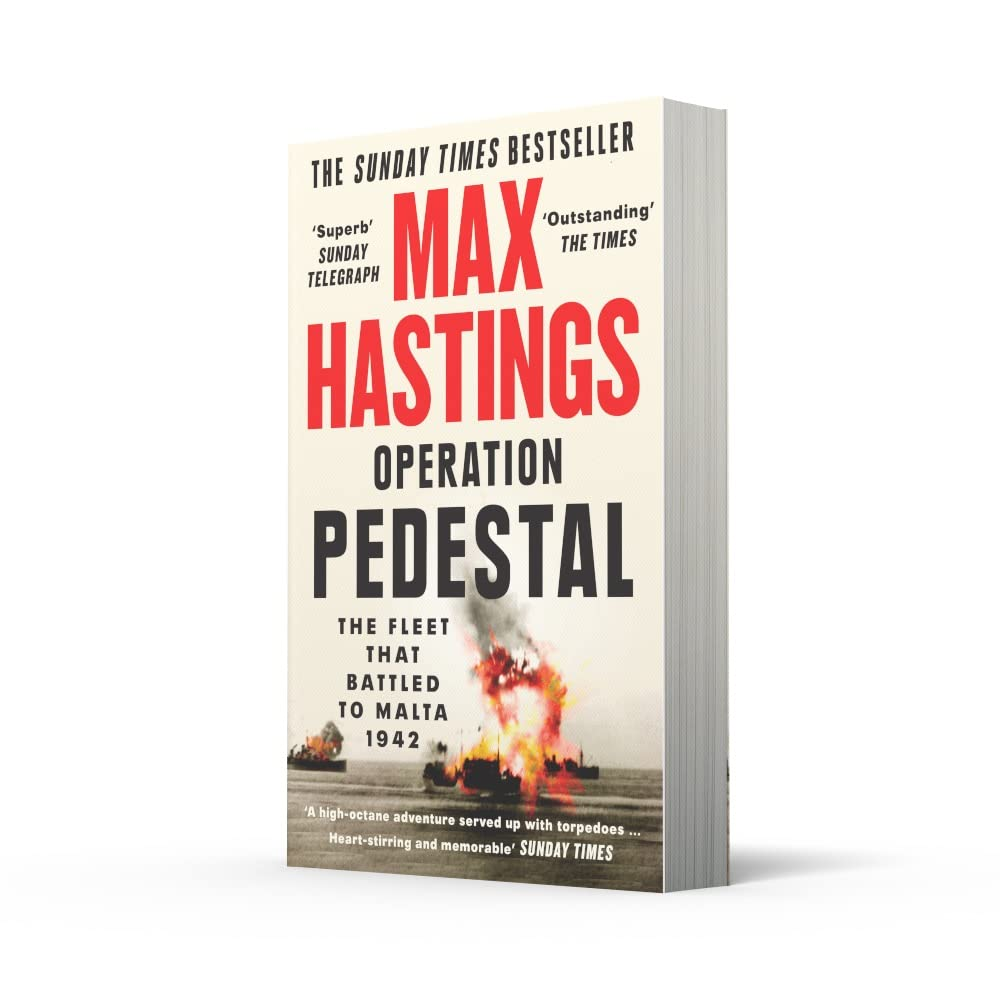 THE SUNDAY TIMES BESTSELLER
'Superb'
SUNDAY
TELEGRAPH
MAX
'Outstanding'
THE TIMES
HASTINGS
OPERATION
PEDESTAL
THE FLEET
THAT
BATTLED
TO MALTA
1942
'A high-octane adventure served up with torpedoes ...
Heart-stirring and memorable' SUNDAY TIMES